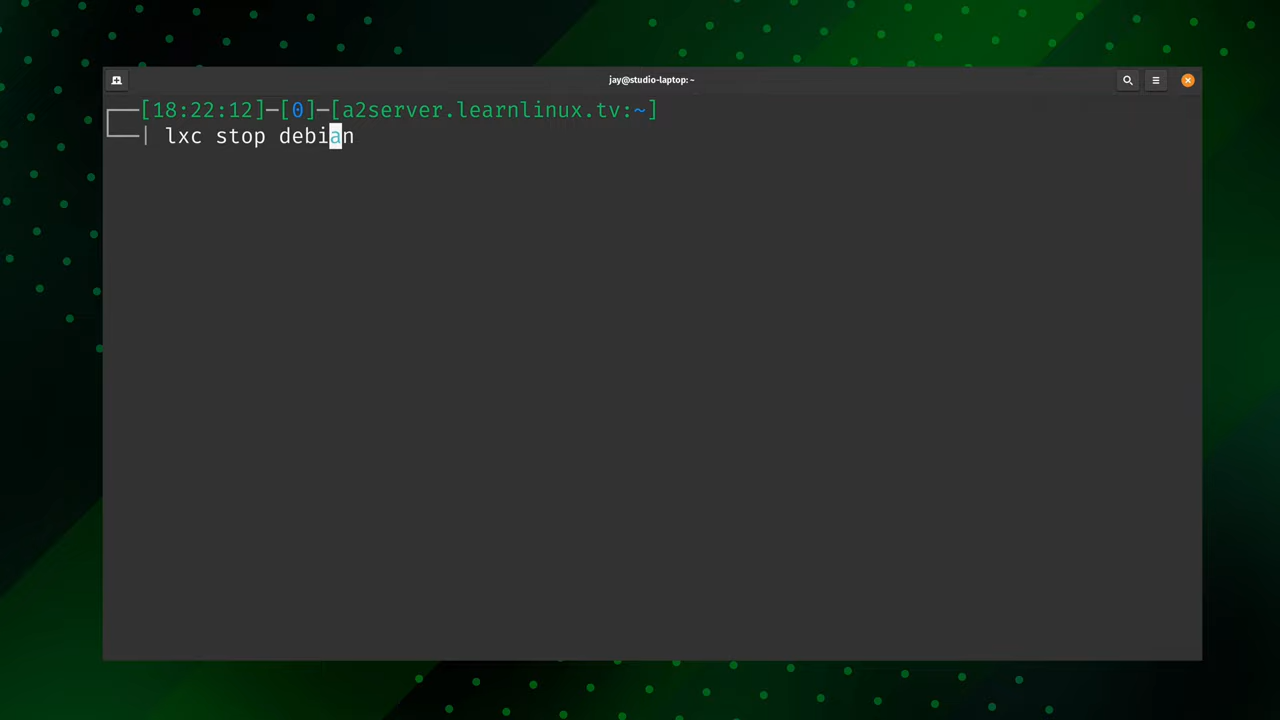 jay@studio-laptop: ~
[18:22:12]—[0]—[a2server.learnlinux.tv:~]
| lxc stop debian